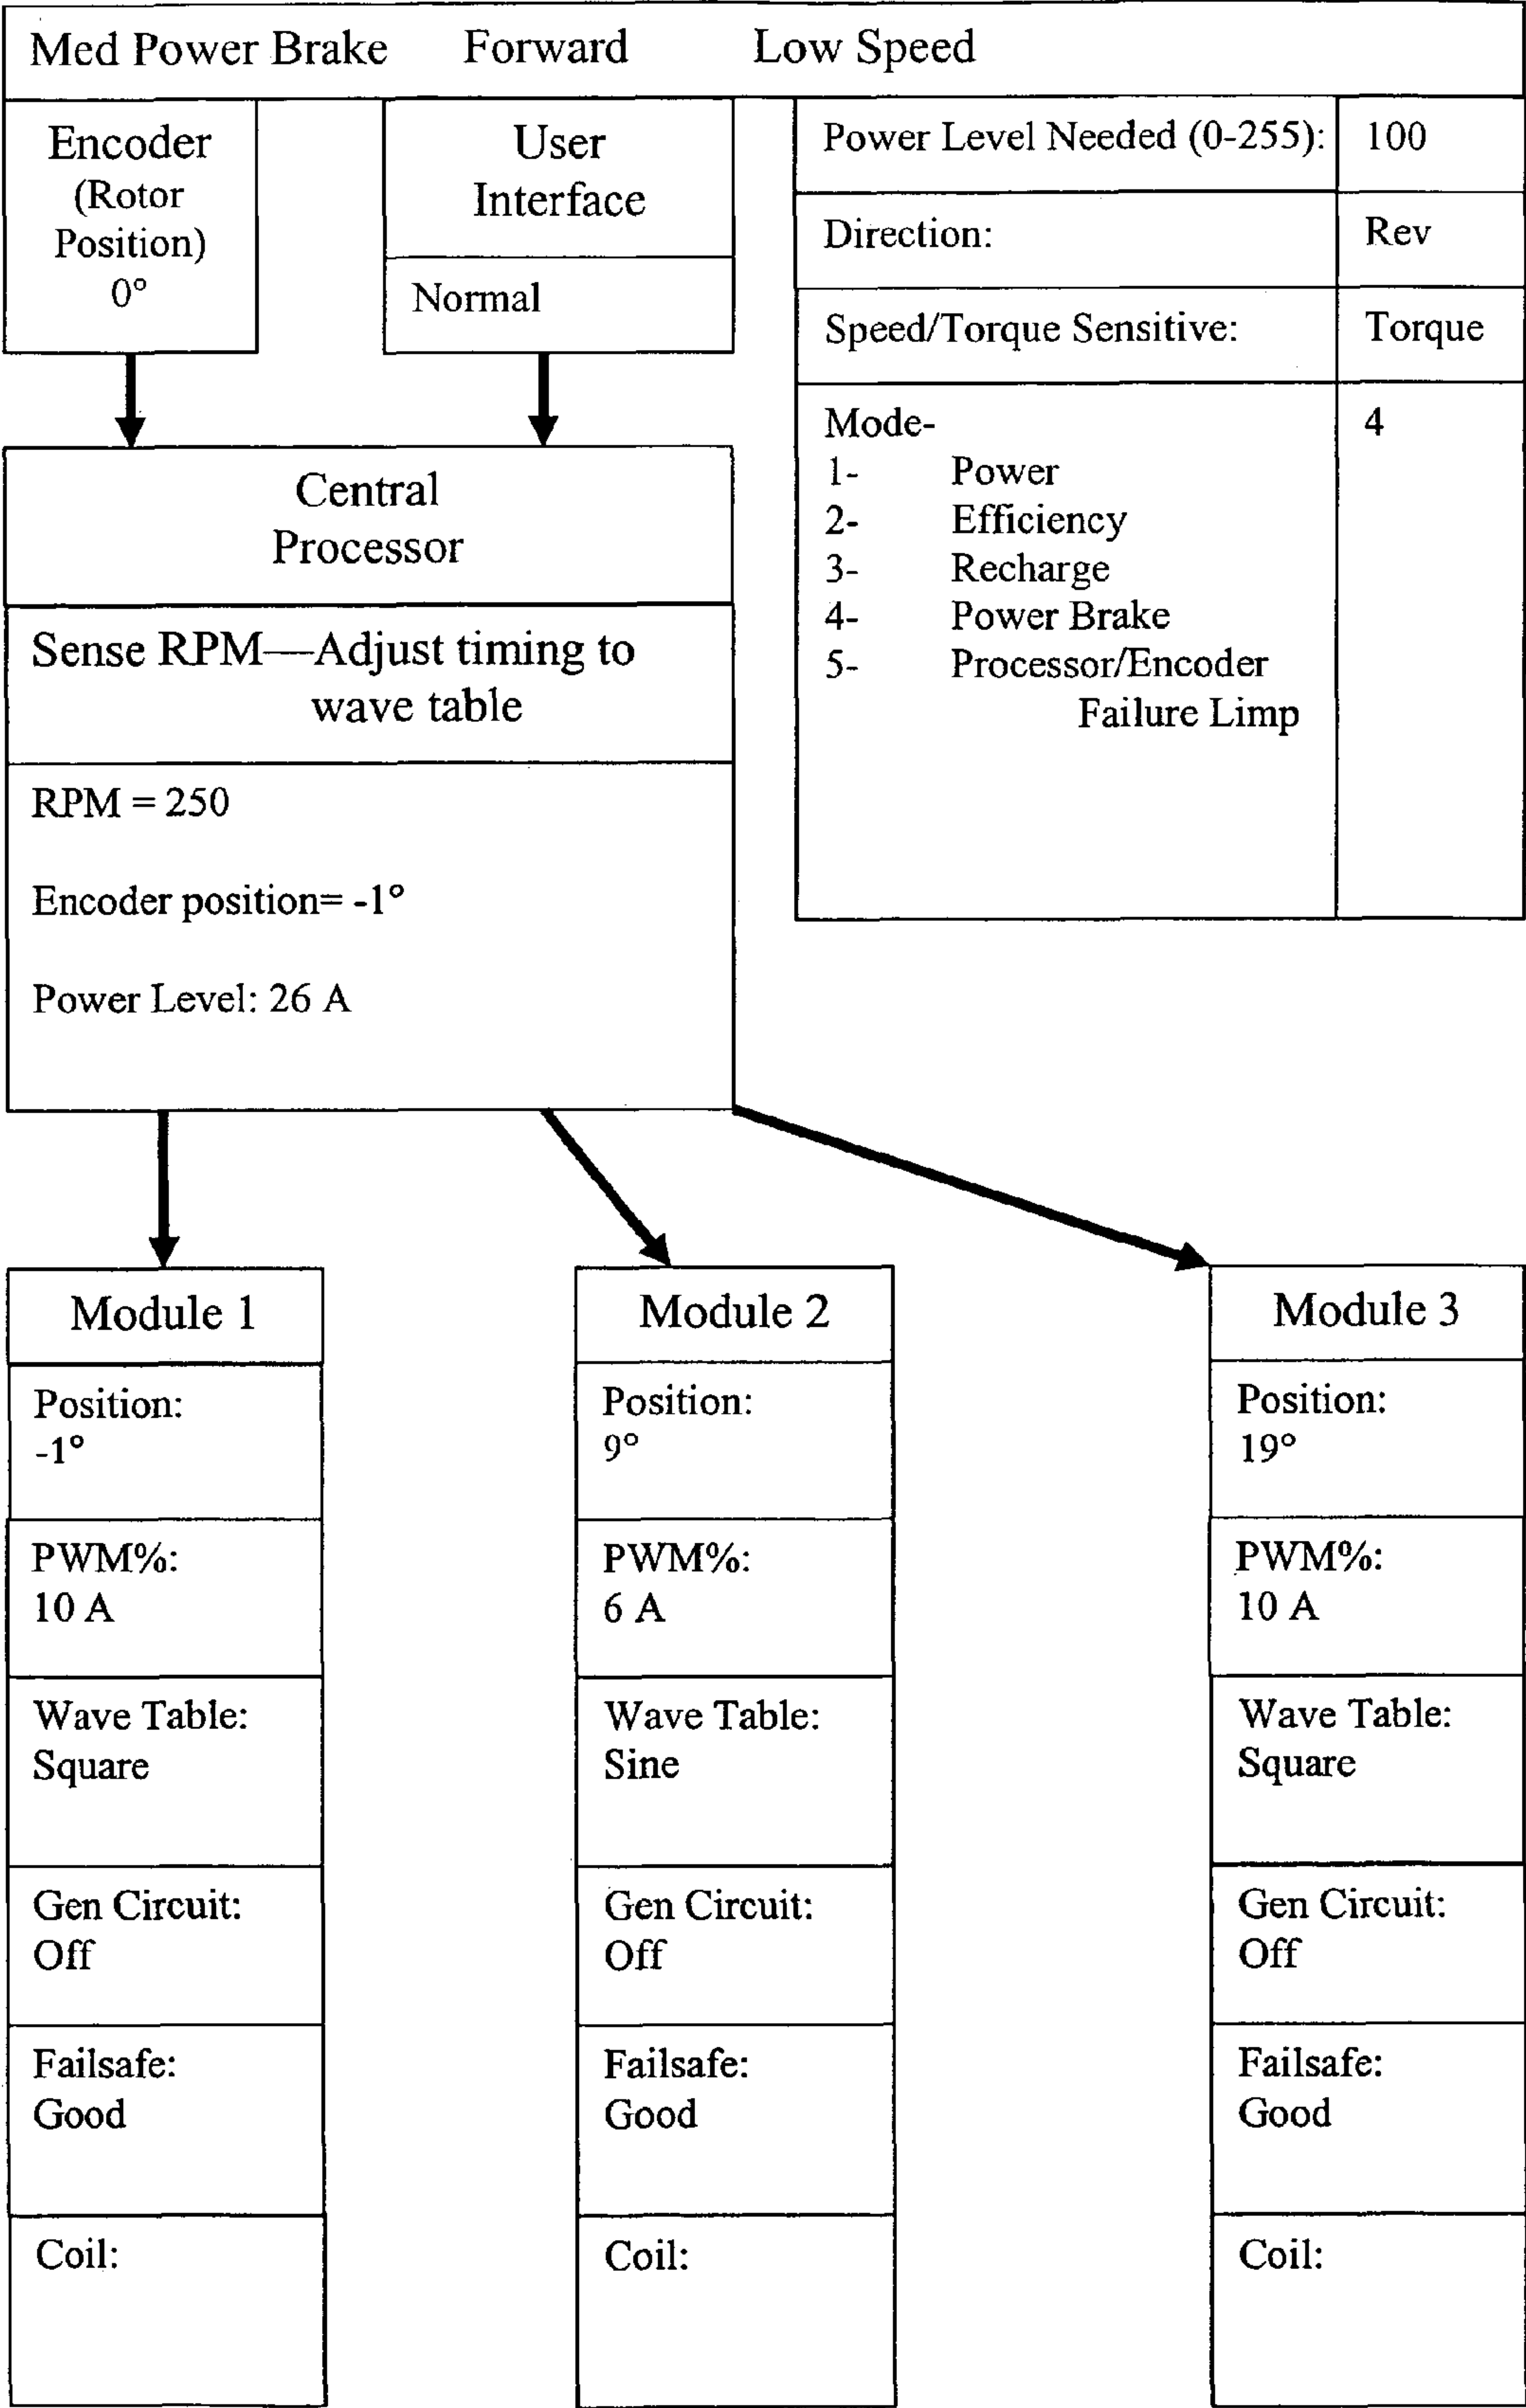 Med Power Brake Forward Low Speed
Encoder
(Rotor
Position)
0°
User
Interface
Normal
Power Level Needed (0-255): 100
Direction: Rev
Speed/Torque Sensitive: Torque
Mode- 4
1- Power
2- Efficiency
3- Recharge
4- Power Brake
5- Processor/Encoder
Failure Limp
Central
Processor
Sense RPM—Adjust timing to
wave table
RPM = 250
Encoder position= -1°
Power Level: 26 A
Module 1
Position:
-1°
PWM%:
10 A
Wave Table:
Square
Gen Circuit:
Off
Failsafe:
Good
Coil:
Module 2
Position:
9°
PWM%:
6 A
Wave Table:
Sine
Gen Circuit:
Off
Failsafe:
Good
Coil:
Module 3
Position:
19°
PWM%:
10 A
Wave Table:
Square
Gen Circuit:
Off
Failsafe:
Good
Coil: